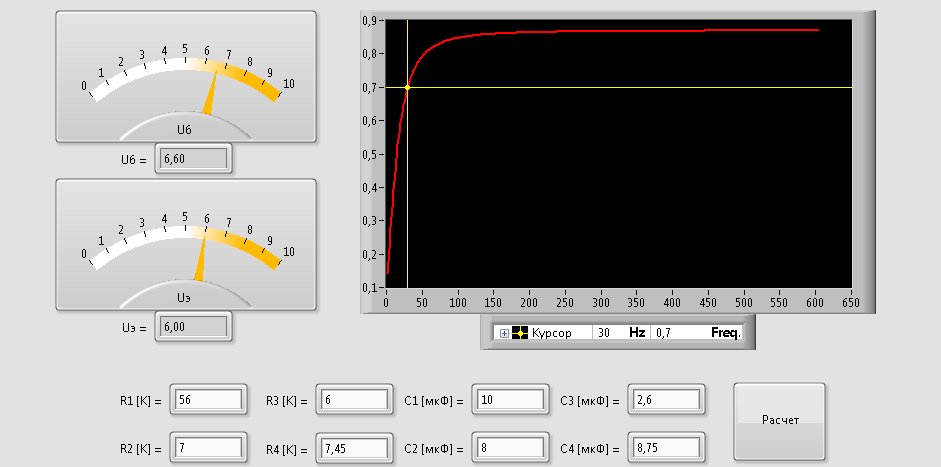 0 1 2 3 4 5 6 7 8 9 10
Uб
Uб = 6,60
0 1 2 3 4 5 6 7 8 9 10
Uэ
Uэ = 6,00
0,9
0,8
0,7
0,6
0,5
0,4
0,3
0,2
0,1
0 50 100 150 200 250 300 350 400 450 500 550 600 650
Курсор 30 Hz 0,7 Freq.
R1 [K] = 56 R3 [K] = 6 C1 [мкФ] = 10 C3 [мкФ] = 2,6
R2 [K] = 7 R4 [K] = 7,45 C2 [мкФ] = 8 C4 [мкФ] = 8,75
Расчет